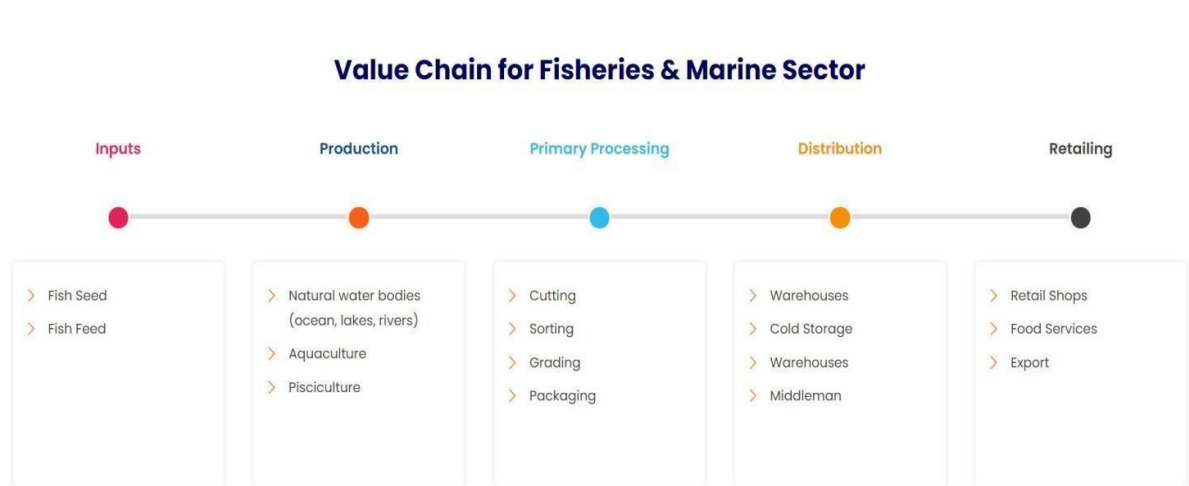 Value Chain for Fisheries & Marine Sector
Inputs
Production
Primary Processing
Distribution
Retailing
Fish Seed
Fish Feed
Natural water bodies
(ocean, lakes, rivers)
Aquaculture
Pisciculture
Cutting
Sorting
Grading
Packaging
Warehouses
Cold Storage
Warehouses
Middleman
Retail Shops
Food Services
Export